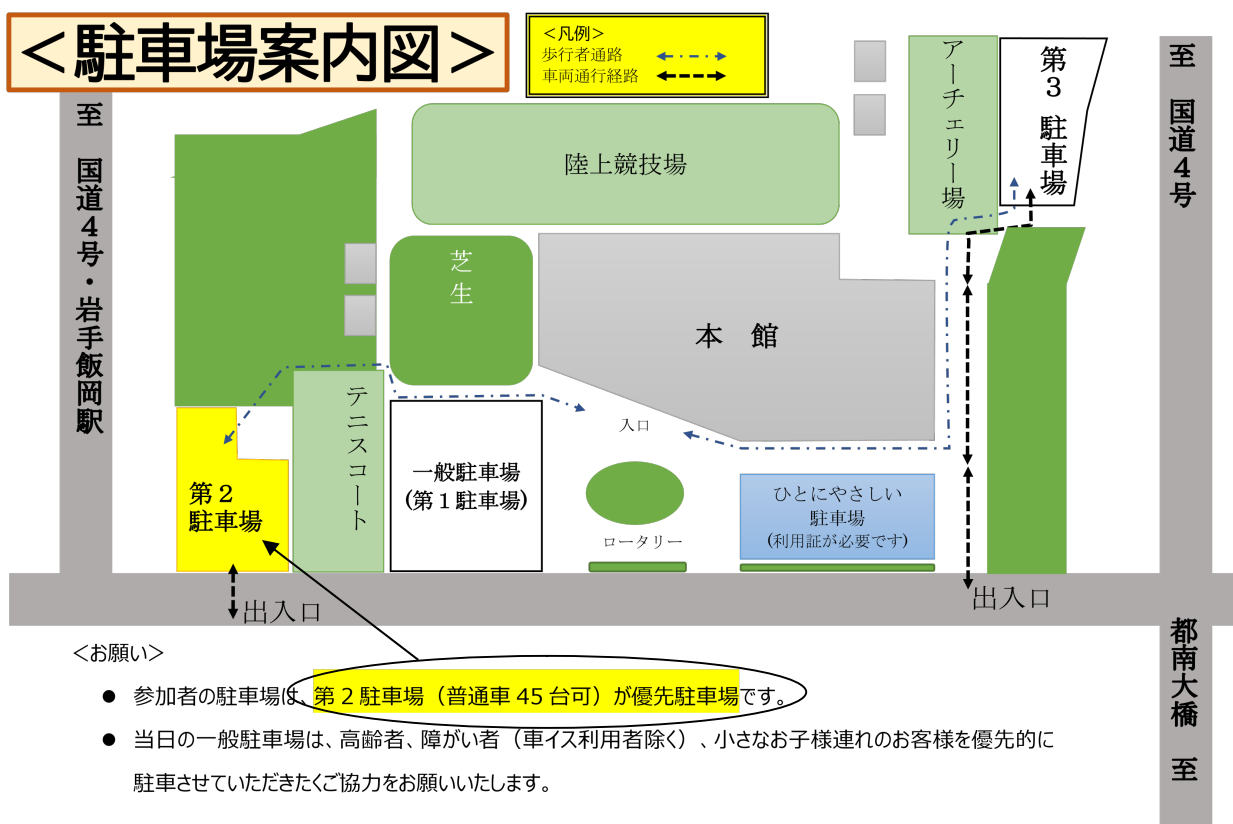 ＜駐車場案内図＞
＜凡例＞
歩行者通路
車両通行経路
至　国道４号・岩手飯岡駅
陸上競技場
アーチェリー場
第３駐車場
至　国道４号
芝生
本　館
テニスコート
入口
第２
駐車場
一般駐車場
(第１駐車場)
ロータリー
ひとにやさしい
駐車場
(利用証が必要です)
出入口
出入口
都南大橋　至
＜お願い＞
● 参加者の駐車場は、第２駐車場（普通車 45 台可）が優先駐車場です。
● 当日の一般駐車場は、高齢者、障がい者（車イス利用者除く）、小さなお子様連れのお客様を優先的に
駐車させていただきたくご協力をお願いいたします。